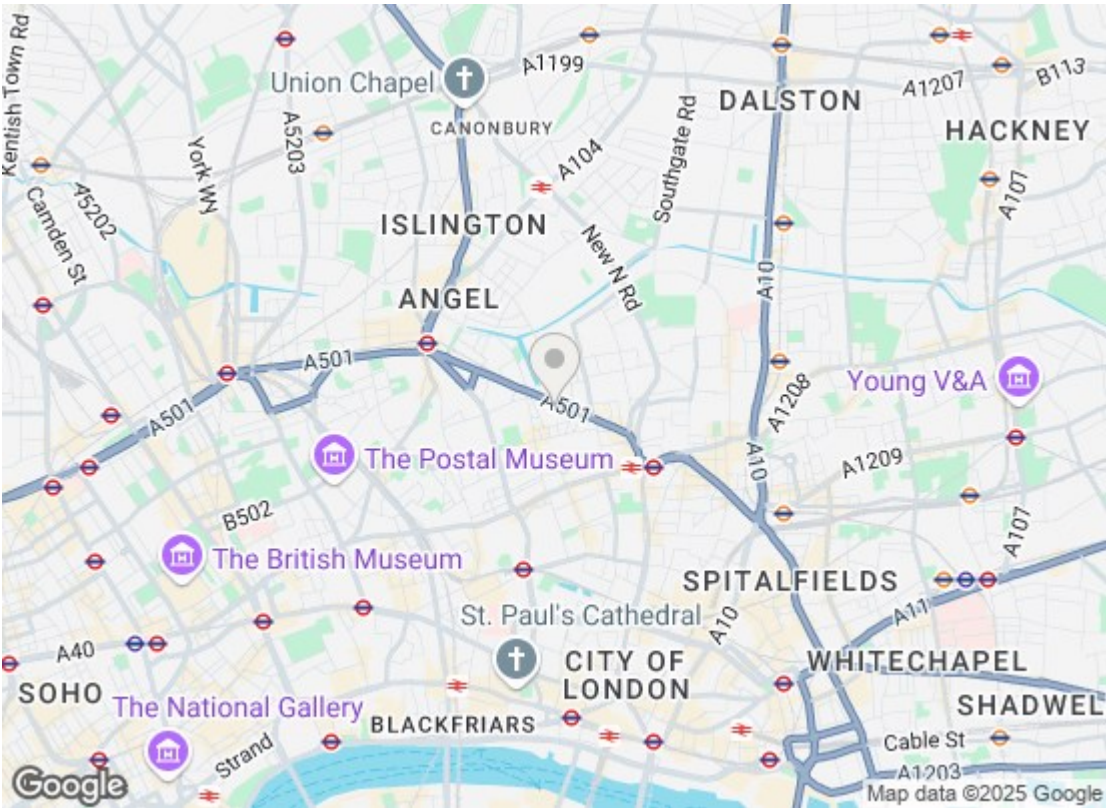 Kentish Town Rd
Union Chapel
A1199
A1207
B113
A5203
York Wy
CANONBURY
DALSTON
HACKNEY
A104
Southgate Rd
A107
A5202
Camden St
ISLINGTON
New N Rd
ANGEL
A10
A501
A501
A501
A1208
Young V&A
The Postal Museum
A10
A1209
B502
A107
The British Museum
SPITALFIELDS
A11
St. Paul's Cathedral
A10
A40
SOHO
CITY OF
LONDON
WHITECHAPEL
The National Gallery
BLACKFRIARS
SHADWEL
Strand
Cable St
A1203
Google
Map data ©2025 Google